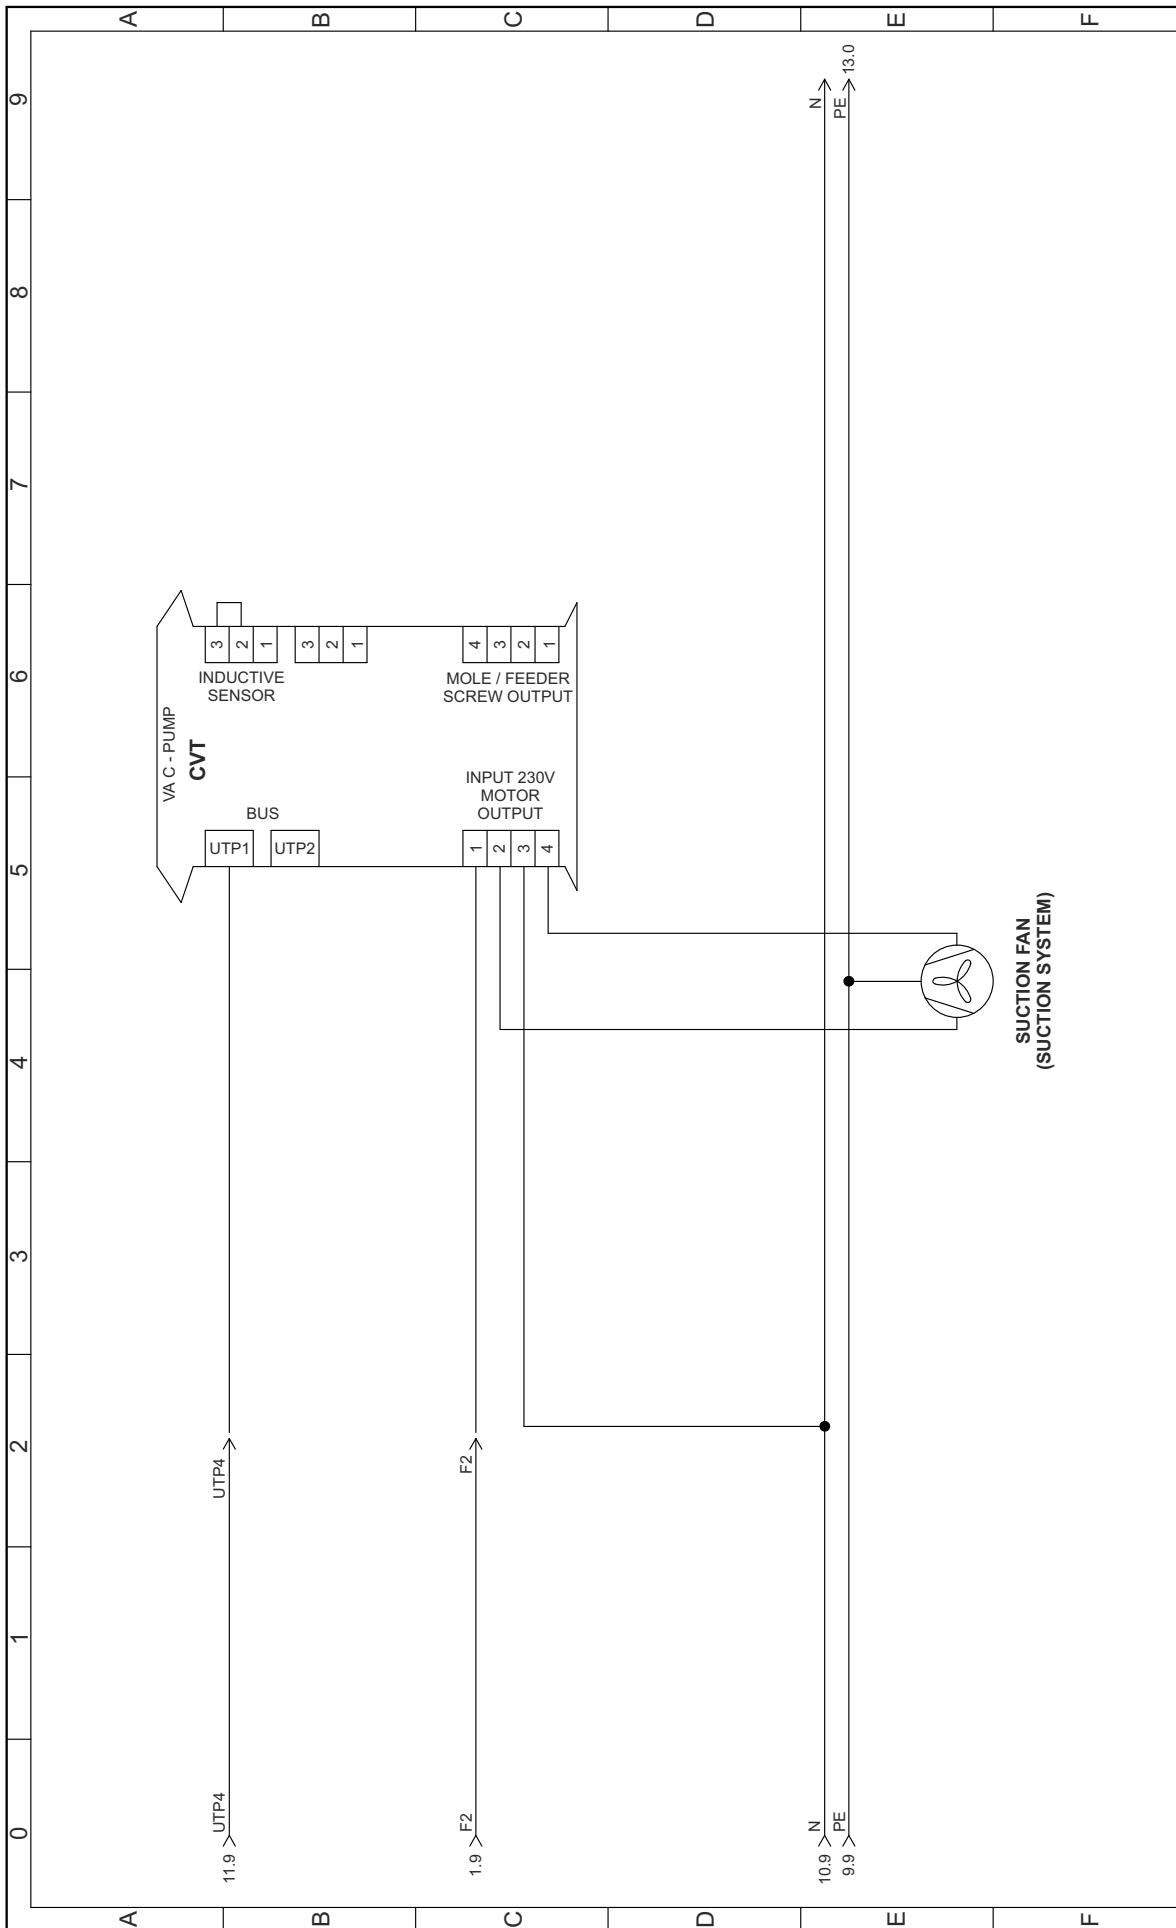 A B C D E F
9
N
PE
13.0
8
7
3
2
1
3
2
1
4
3
2
1
6
INDUCTIVE
SENSOR
MOLE / FEEDER
SCREW OUTPUT
VA C - PUMP
CVT
BUS
INPUT 230V
MOTOR
OUTPUT
UTP1
UTP2
1
2
3
4
5
SUCTION FAN
(SUCTION SYSTEM)
4
3
2
UTP4
F2
1
0
UTP4
F2
N
PE
11.9
1.9
10.9
9.9
A B C D E F